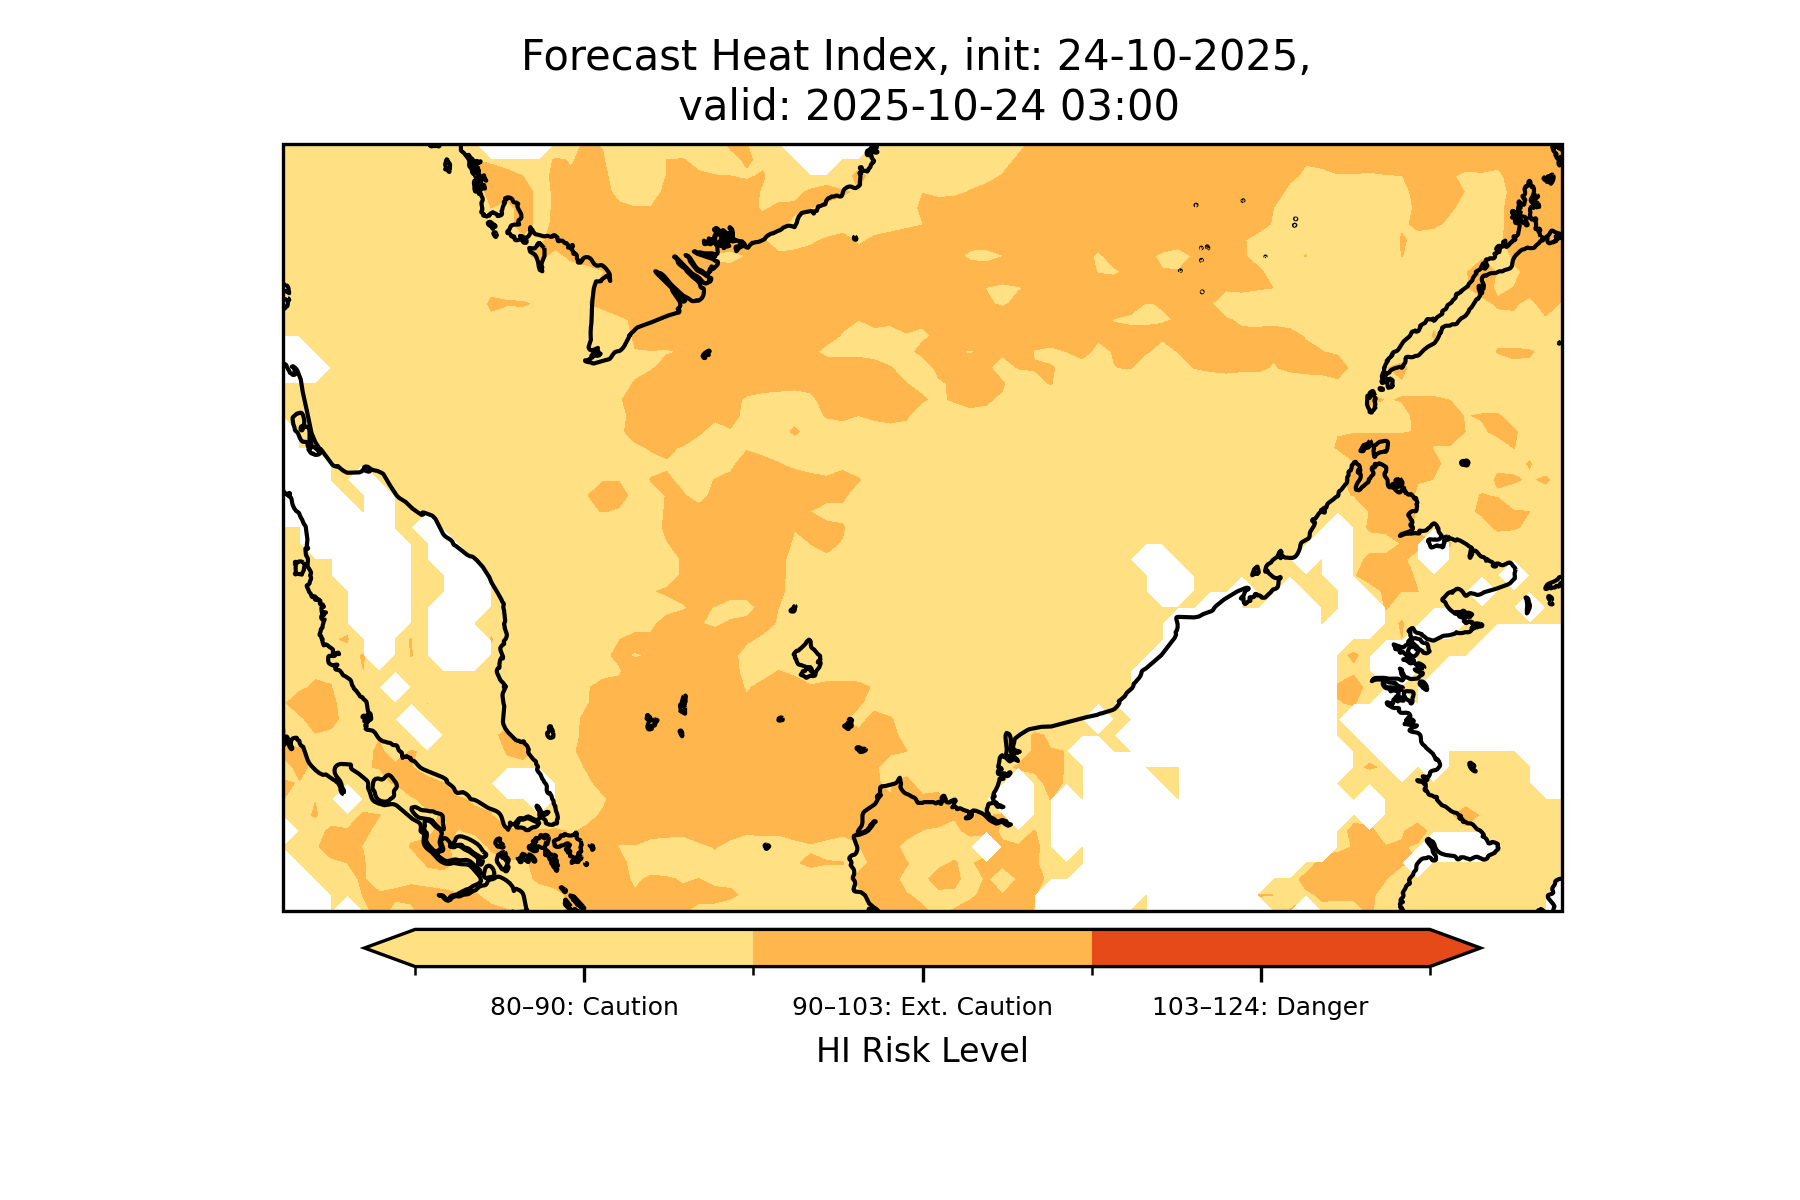 Forecast Heat Index, init: 24-10-2025,
valid: 2025-10-24 03:00
80–90: Caution
90–103: Ext. Caution
103–124: Danger
HI Risk Level